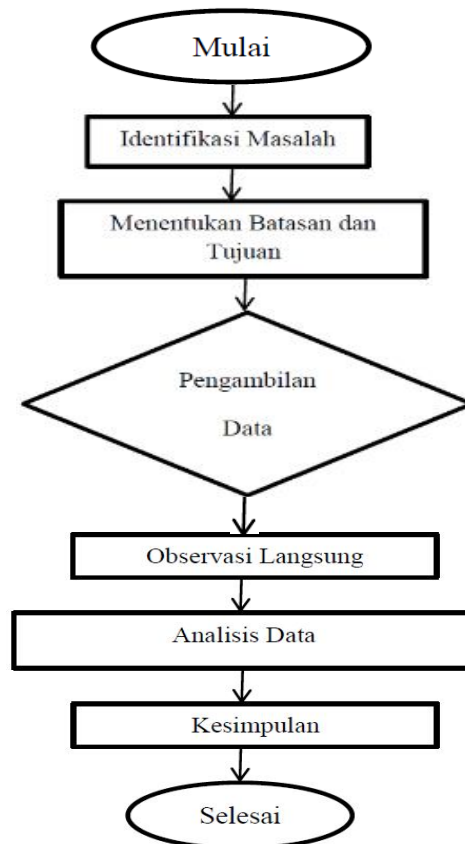 Mulai
Identifikasi Masalah
Menentukan Batasan dan
Tujuan
Pengambilan
Data
Observasi Langsung
Analisis Data
Kesimpulan
Selesai